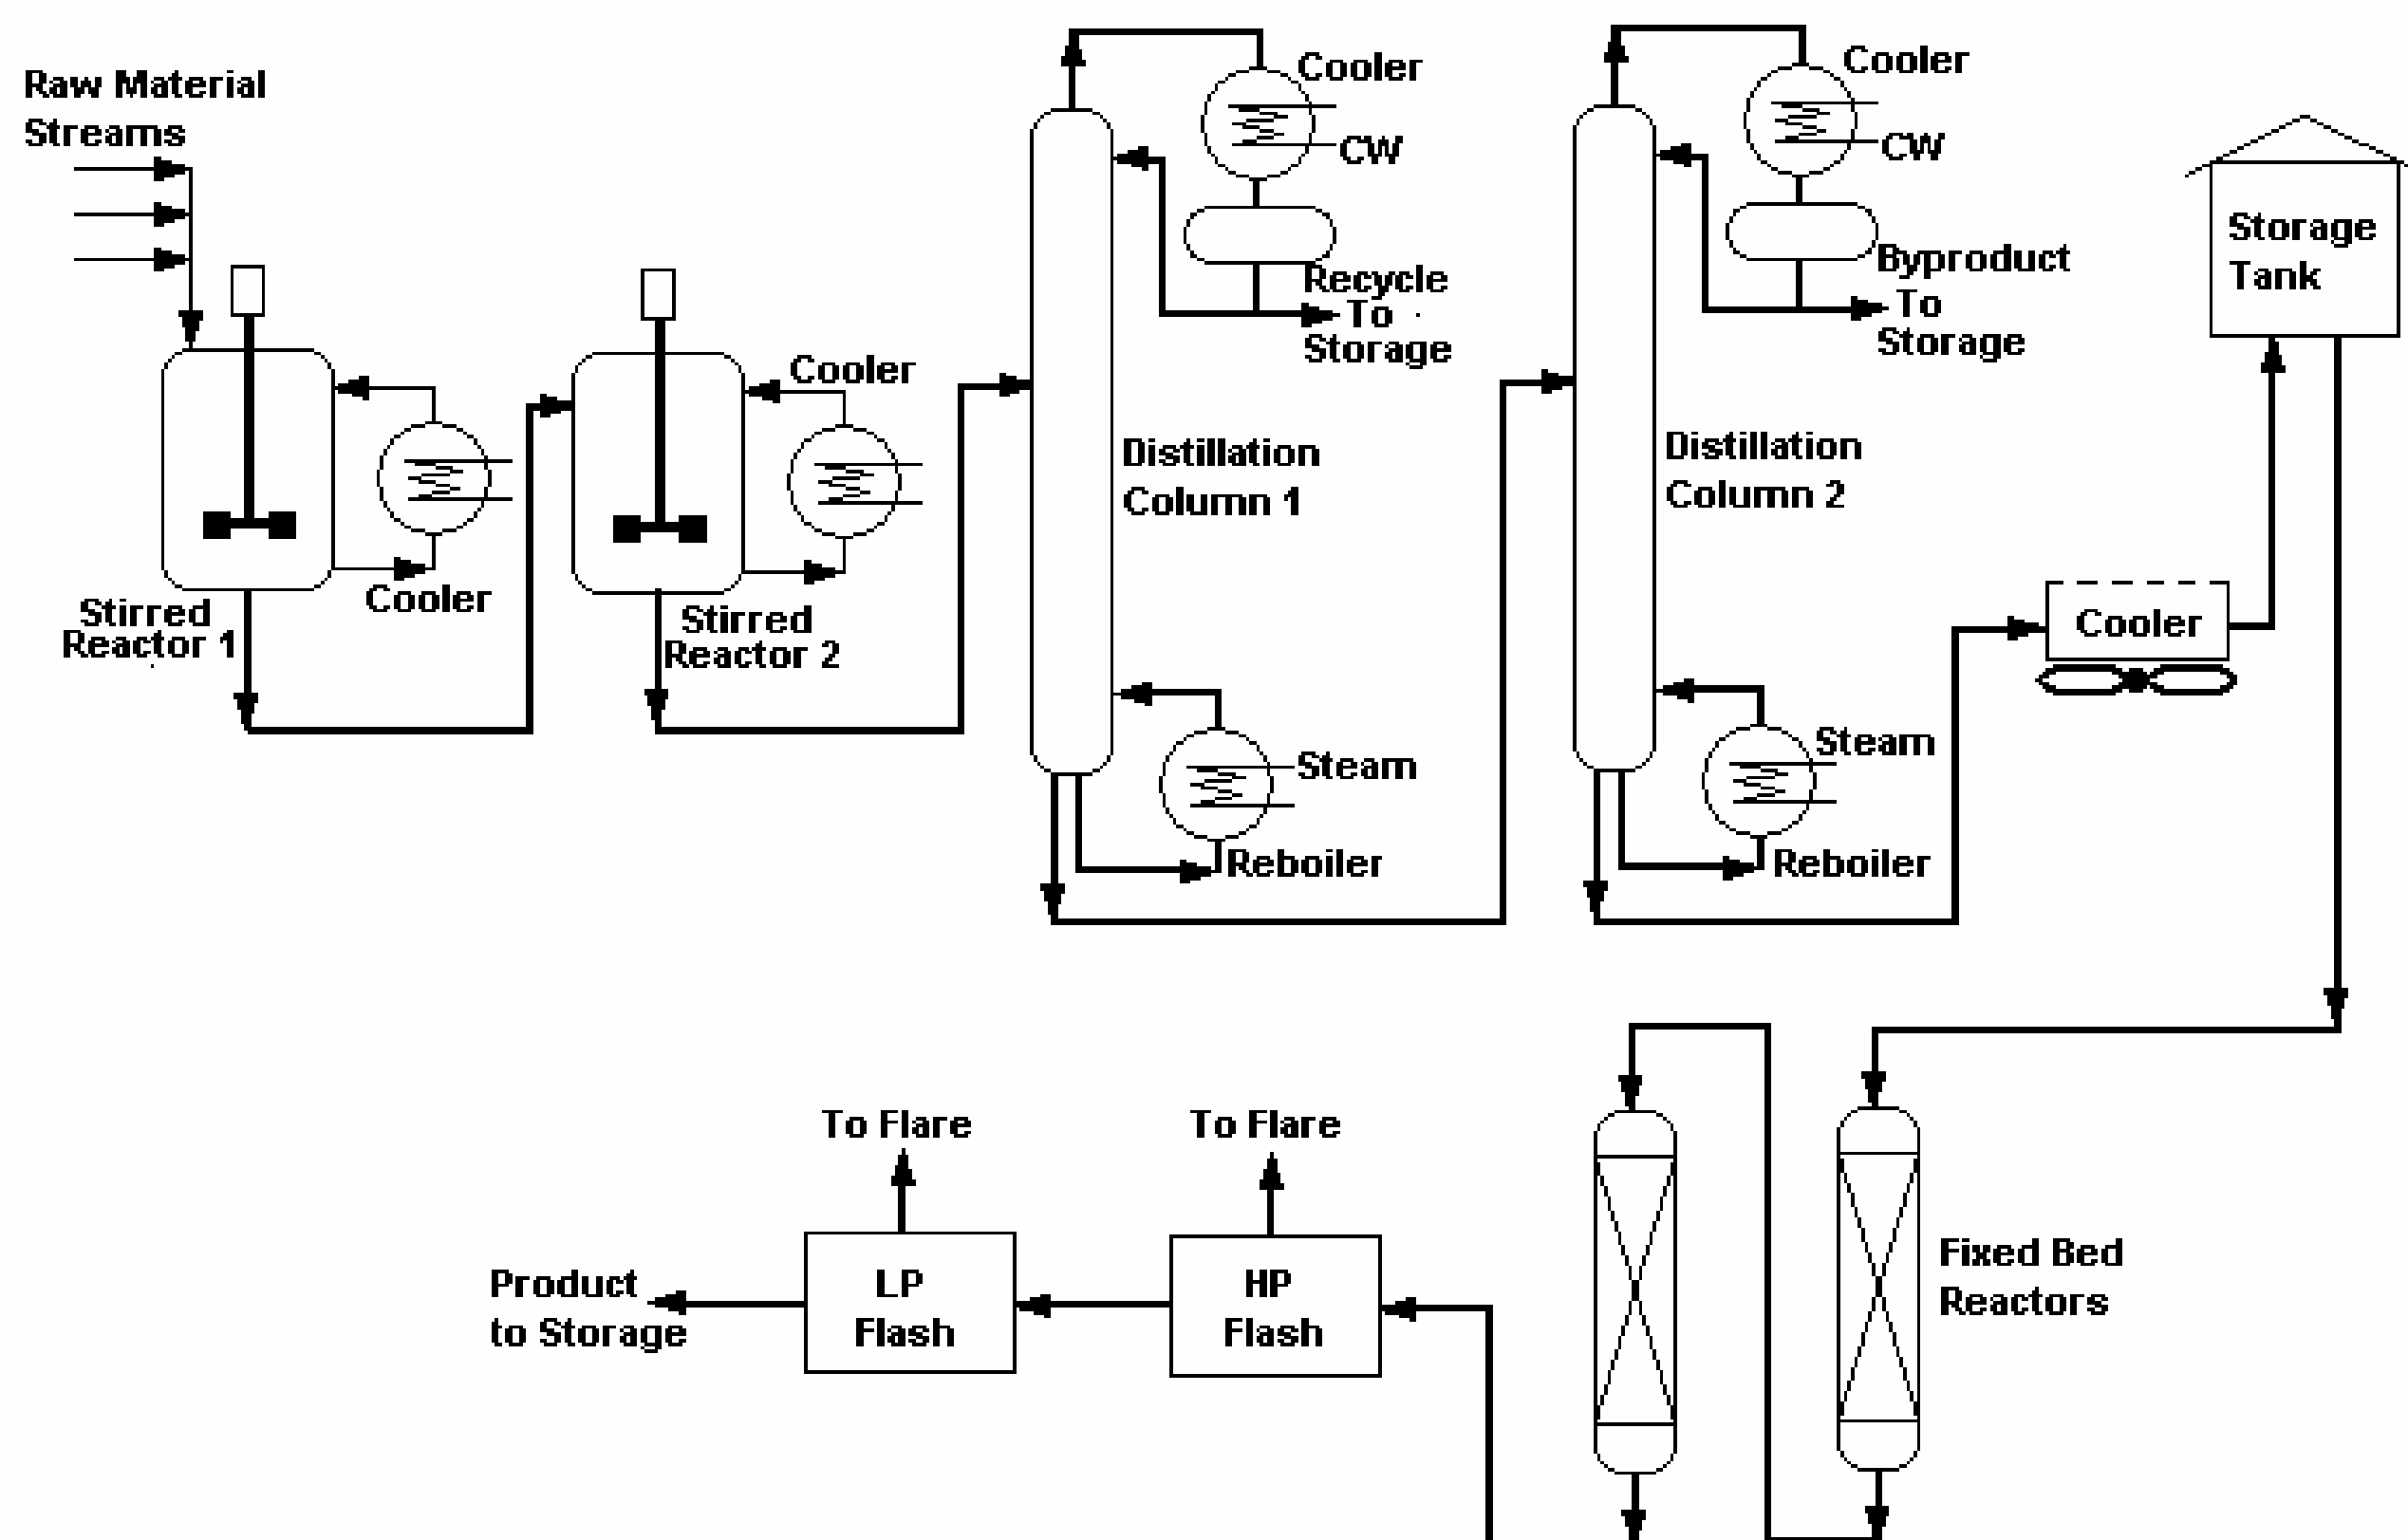 Raw Material
Streams
Stirred
Reactor 1
Cooler
Stirred
Reactor 2
Cooler
Distillation
Column 1
Cooler
CW
Recycle
To
Storage
Steam
Reboiler
Distillation
Column 2
Cooler
CW
Byproduct
To
Storage
Steam
Reboiler
Cooler
Storage
Tank
Fixed Bed
Reactors
To Flare
HP
Flash
To Flare
LP
Flash
Product
to Storage